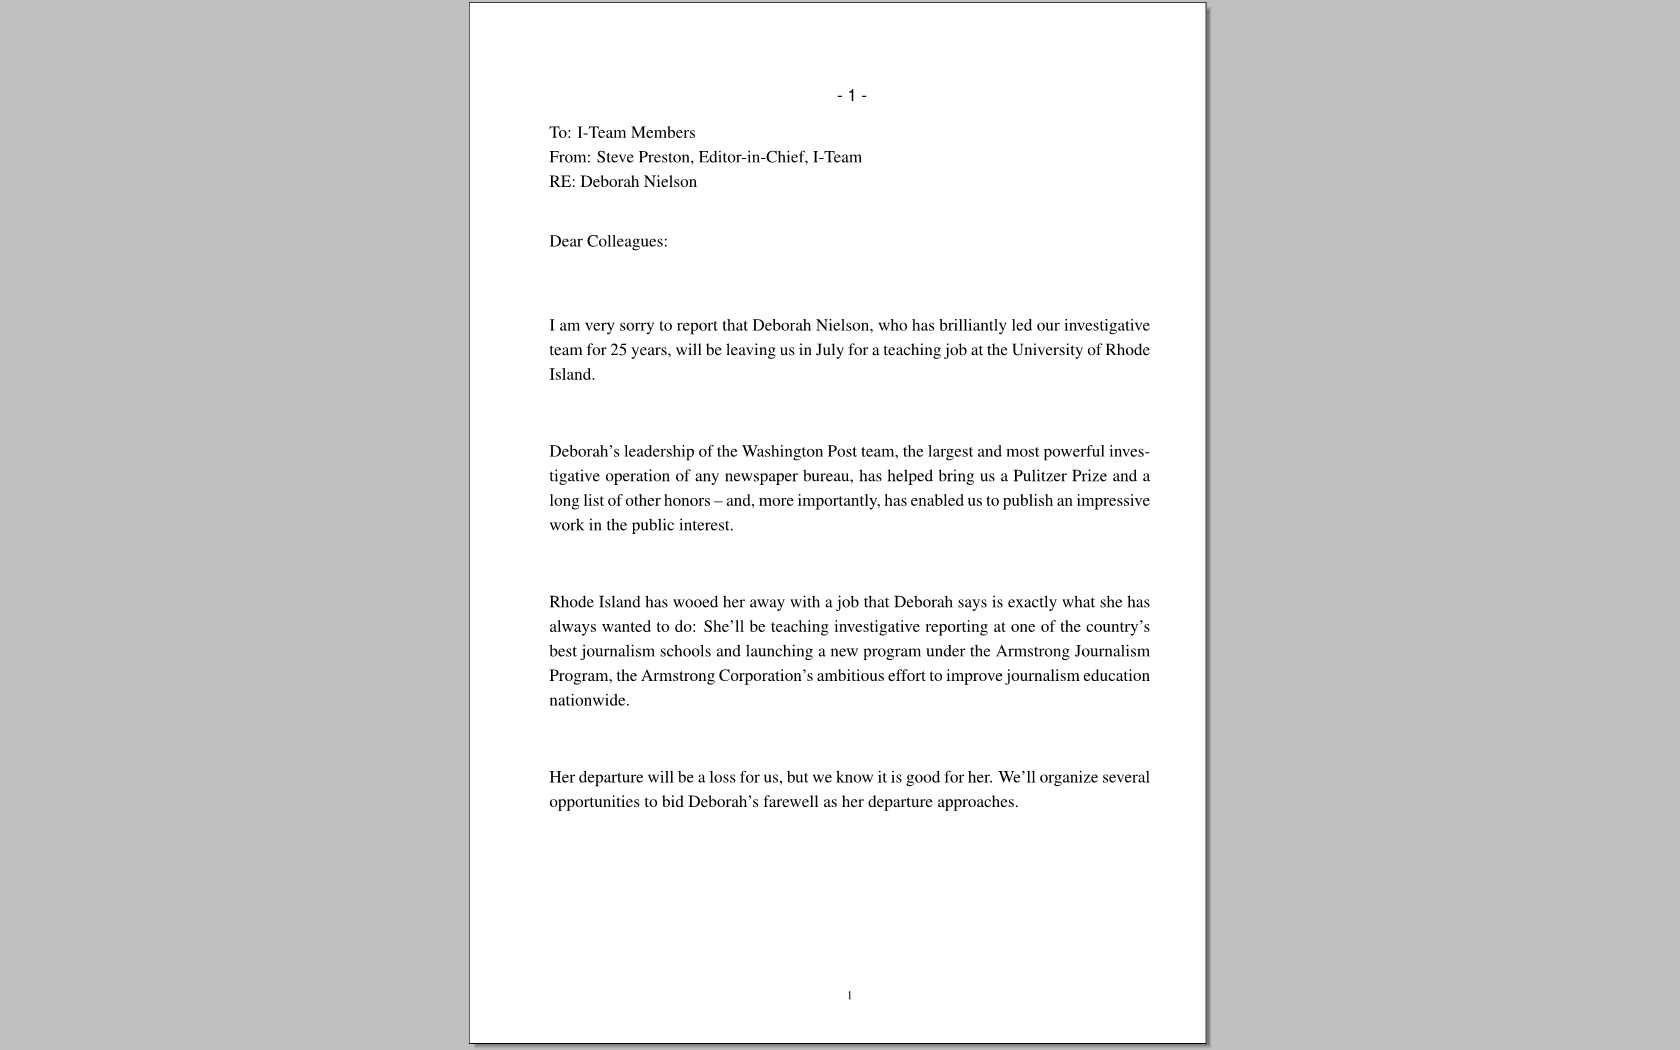 - 1 -
To: I-Team Members
From: Steve Preston, Editor-in-Chief, I-Team
RE: Deborah Nielson
Dear Colleagues:
I am very sorry to report that Deborah Nielson, who has brilliantly led our investigative
team for 25 years, will be leaving us in July for a teaching job at the University of Rhode
Island.
Deborah’s leadership of the Washington Post team, the largest and most powerful inves-
tigative operation of any newspaper bureau, has helped bring us a Pulitzer Prize and a
long list of other honors – and, more importantly, has enabled us to publish an impressive
work in the public interest.
Rhode Island has wooed her away with a job that Deborah says is exactly what she has
always wanted to do: She’ll be teaching investigative reporting at one of the country’s
best journalism schools and launching a new program under the Armstrong Journalism
Program, the Armstrong Corporation’s ambitious effort to improve journalism education
nationwide.
Her departure will be a loss for us, but we know it is good for her. We’ll organize several
opportunities to bid Deborah’s farewell as her departure approaches.
1